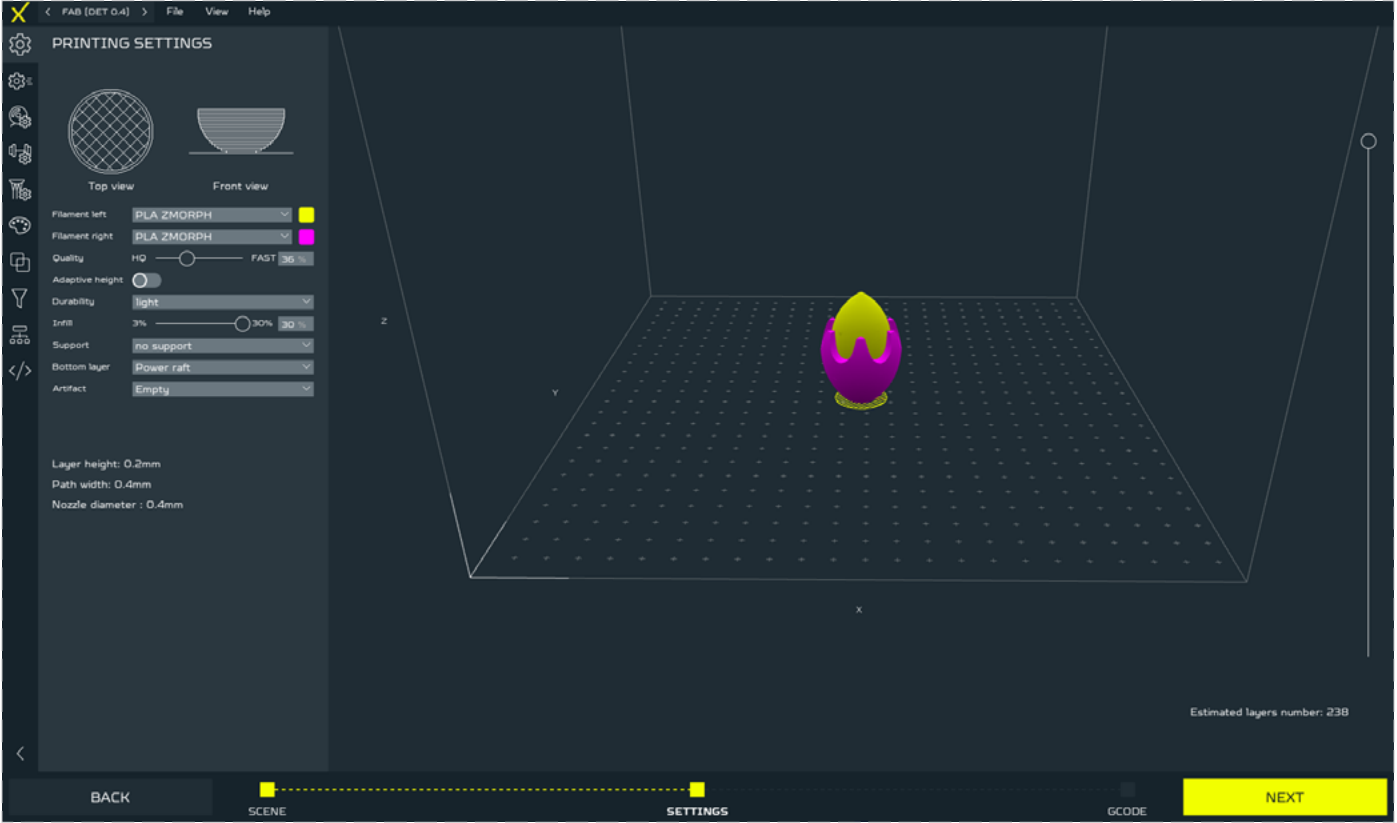 < FAB (DET 0.4) > File View Help
PRINTING SETTINGS
Top view Front view
Filament left PLA ZMORPH
Filament right PLA ZMORPH
Quality HQ FAST 36 %
Adaptive height
Durability light
Infill 3% 30% 30 %
Support no support
Bottom layer Power raft
Artifact Empty
Layer height: 0.2mm
Path width: 0.4mm
Nozzle diameter : 0.4mm
Z
Y
X
Estimated layers number: 238
BACK
SCENE
SETTINGS
GCODE
NEXT